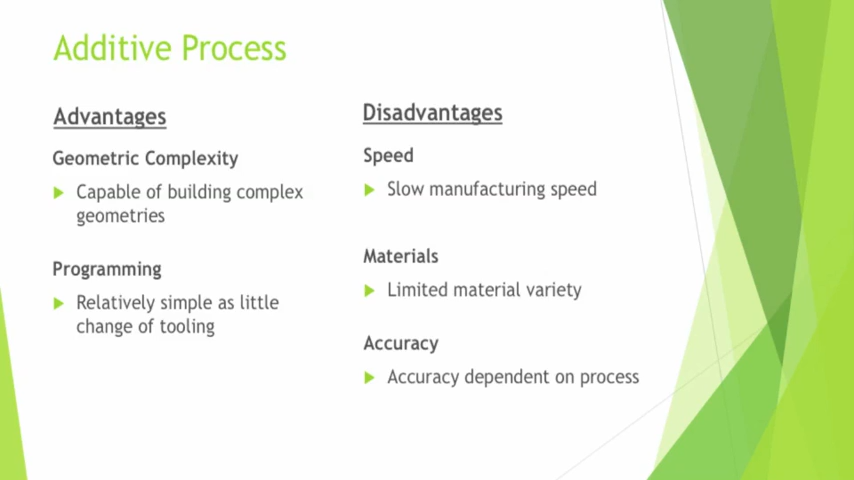 Additive Process
Advantages
Geometric Complexity
Capable of building complex
geometries
Programming
Relatively simple as little
change of tooling
Disadvantages
Speed
Slow manufacturing speed
Materials
Limited material variety
Accuracy
Accuracy dependent on process